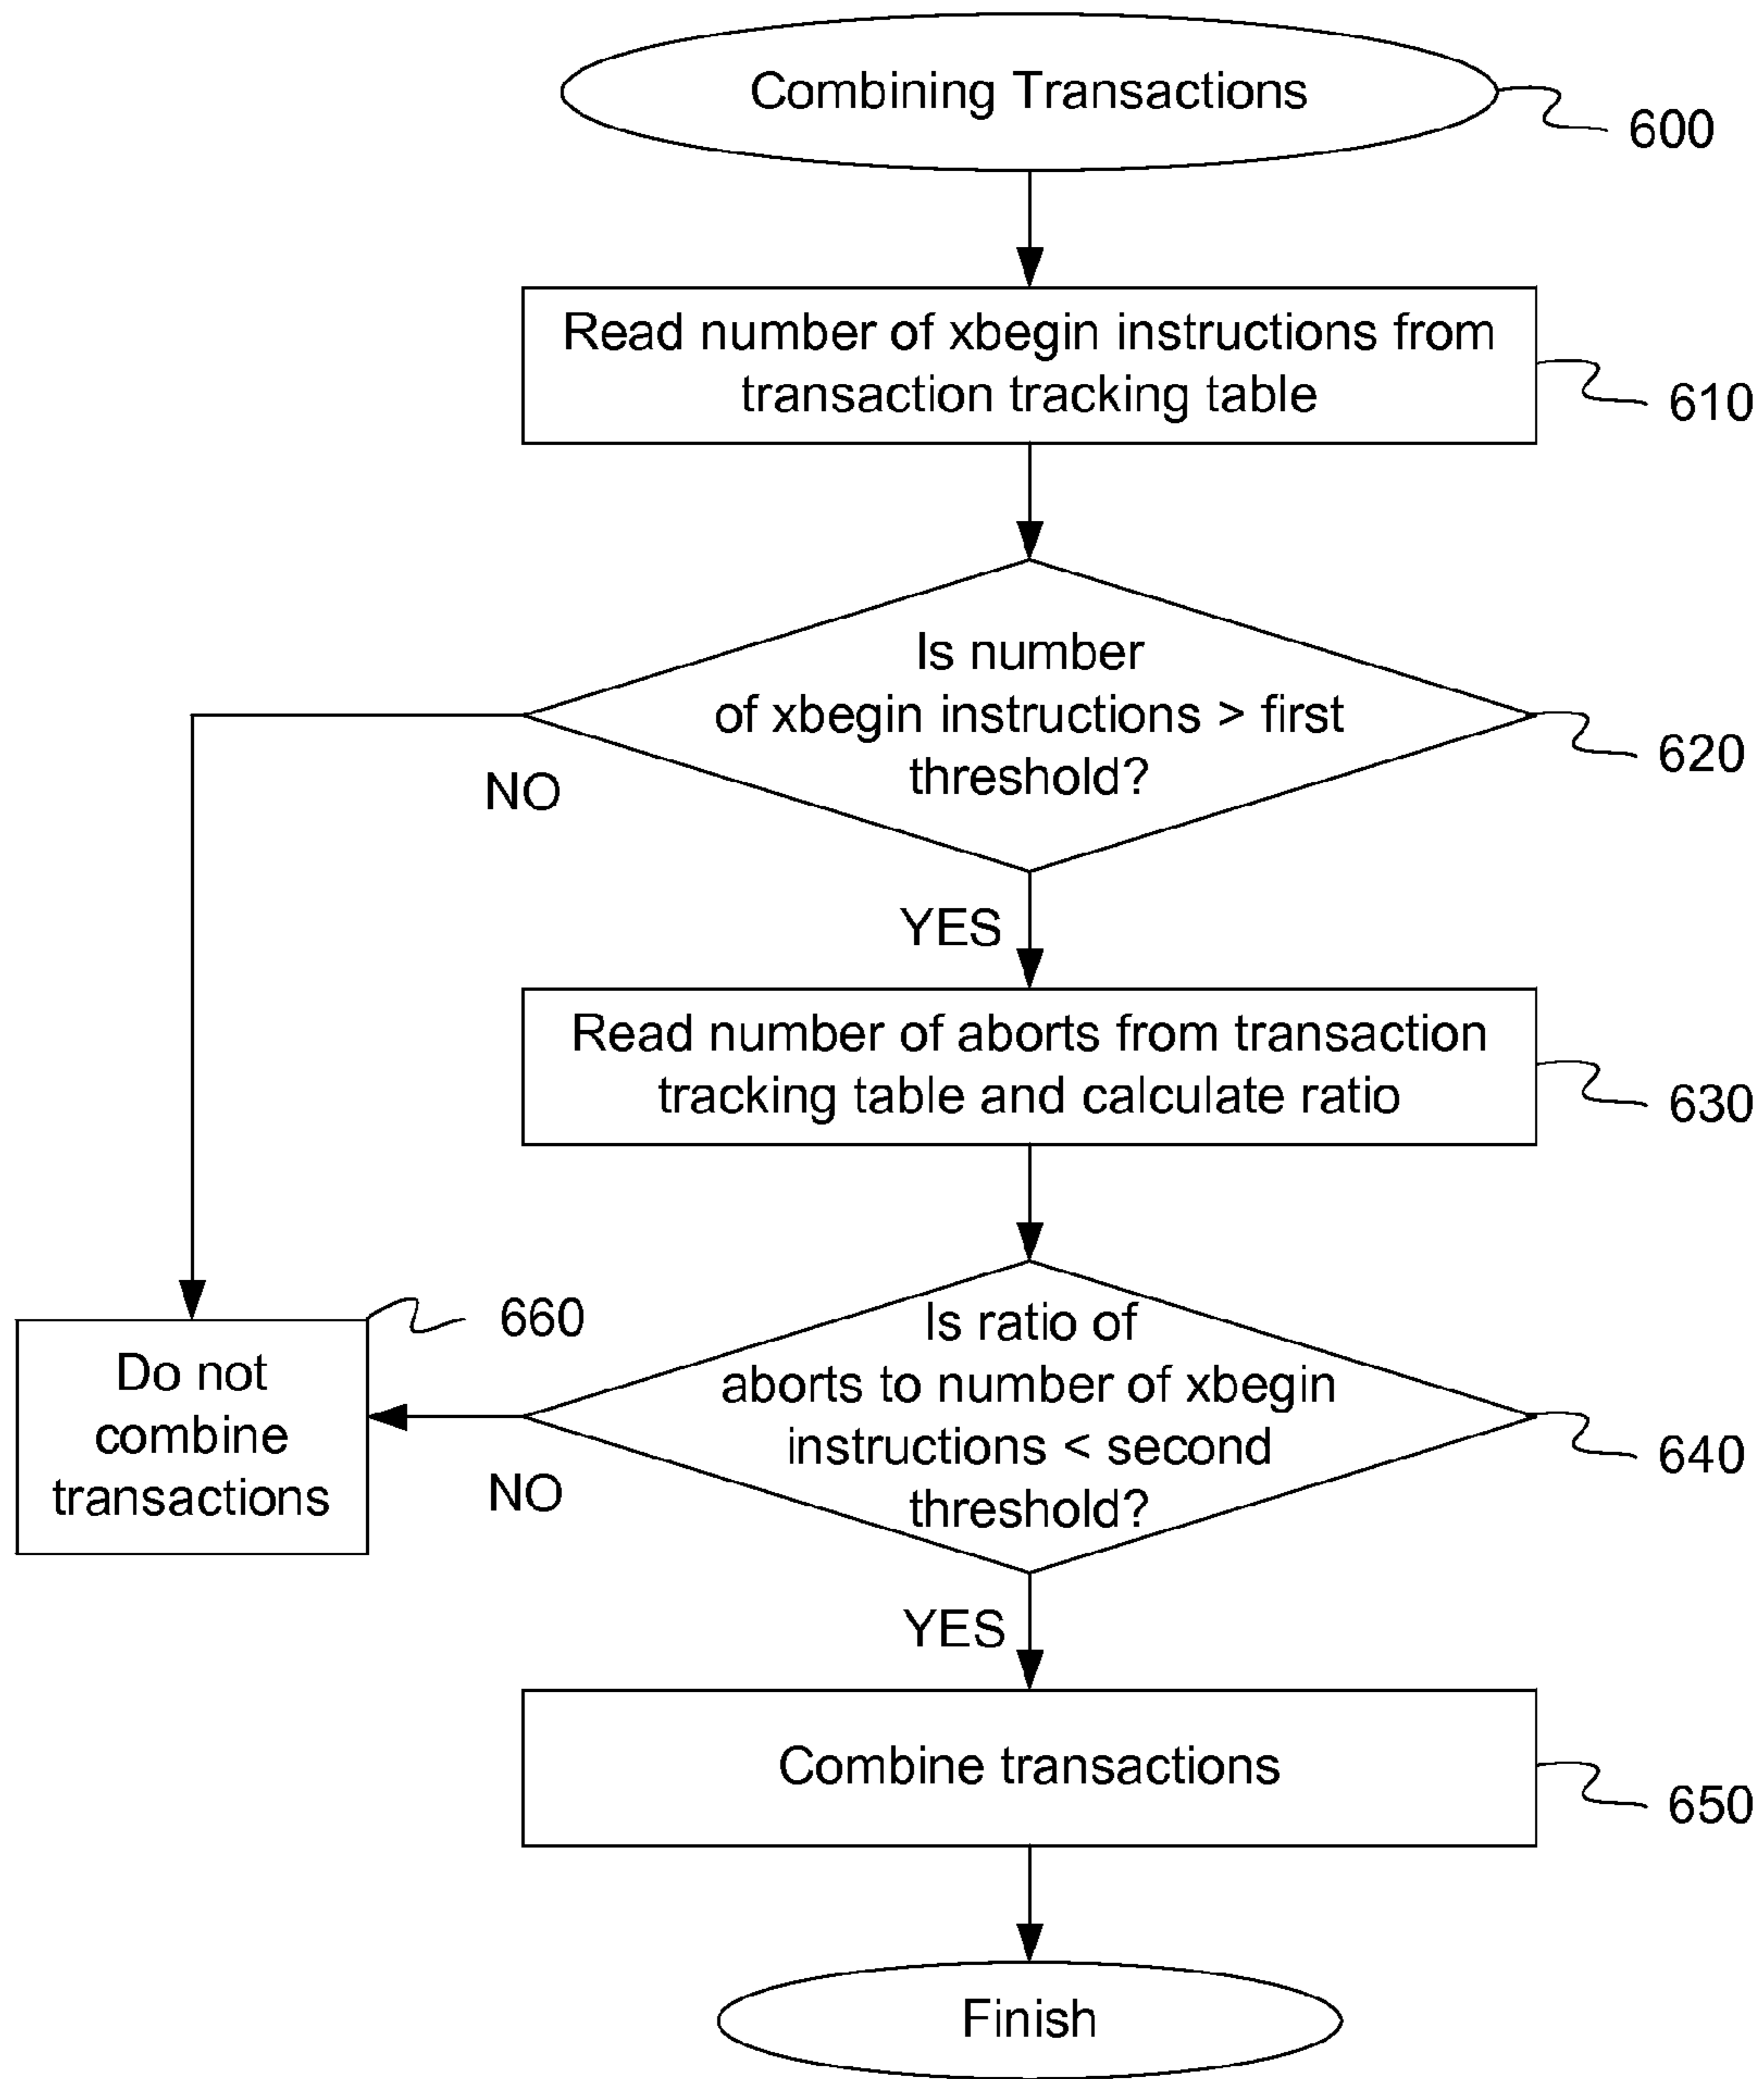 Combining Transactions
600
Read number of xbegin instructions from
transaction tracking table
610
Is number
of xbegin instructions > first
threshold?
620
NO
YES
Read number of aborts from transaction
tracking table and calculate ratio
630
660
Do not
combine
transactions
Is ratio of
aborts to number of xbegin
instructions < second
threshold?
640
NO
YES
Combine transactions
650
Finish